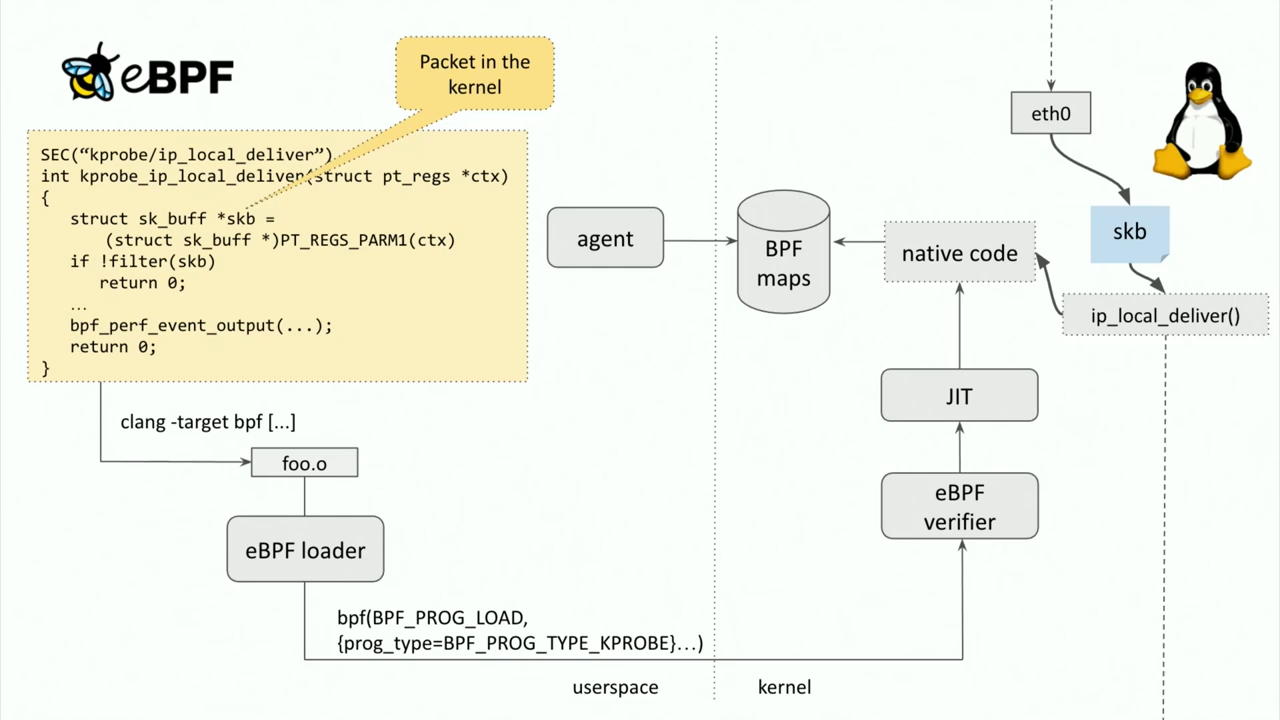 eBPF
Packet in the
kernel
SEC(“kprobe/ip_local_deliver”)
int kprobe_ip_local_deliver(struct pt_regs *ctx)
{
struct sk_buff *skb =
(struct sk_buff *)PT_REGS_PARM1(ctx)
if !filter(skb)
return 0;
...
bpf_perf_event_output(...);
return 0;
}
clang -target bpf [...]
foo.o
eBPF loader
bpf(BPF_PROG_LOAD,
{prog_type=BPF_PROG_TYPE_KPROBE}...)
userspace
agent
BPF
maps
native code
JIT
eBPF
verifier
kernel
eth0
skb
ip_local_deliver()